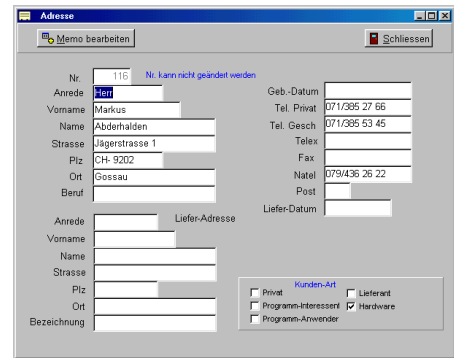 Adresse
Memo bearbeiten
Schliessen
Nr. 116 Nr. kann nicht geändert werden
Anrede Herr
Vorname Markus
Name Abderhalden
Strasse Jägerstrasse 1
Plz CH- 9202
Ort Gossau
Beruf
Geb.-Datum
Tel. Privat 071/385 27 66
Tel. Gesch 071/385 53 45
Telex
Fax
Natel 079/436 26 22
Post
Liefer-Datum
Anrede Liefer-Adresse
Vorname
Name
Strasse
Plz
Ort
Bezeichnung
Kunden-Art
Privat Lieferant
Programm-Interessent Hardware
Programm-Anwender